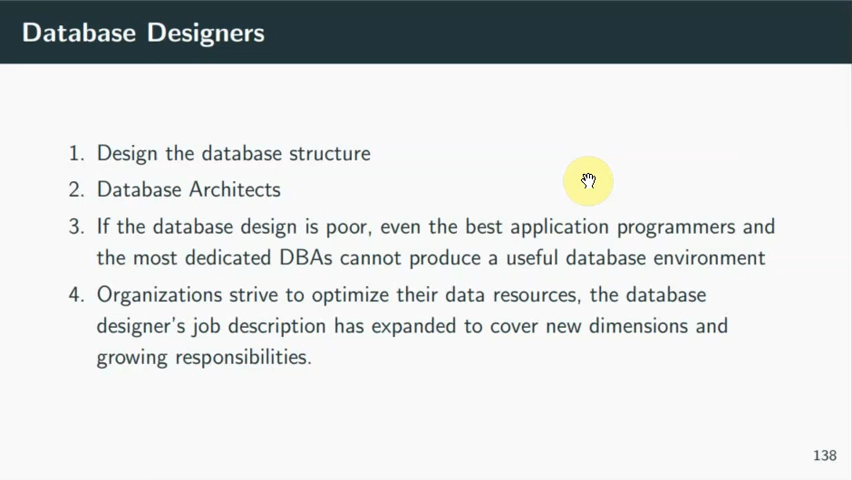 Database Designers
1. Design the database structure
2. Database Architects
3. If the database design is poor, even the best application programmers and
the most dedicated DBAs cannot produce a useful database environment
4. Organizations strive to optimize their data resources, the database
designer's job description has expanded to cover new dimensions and
growing responsibilities.
138